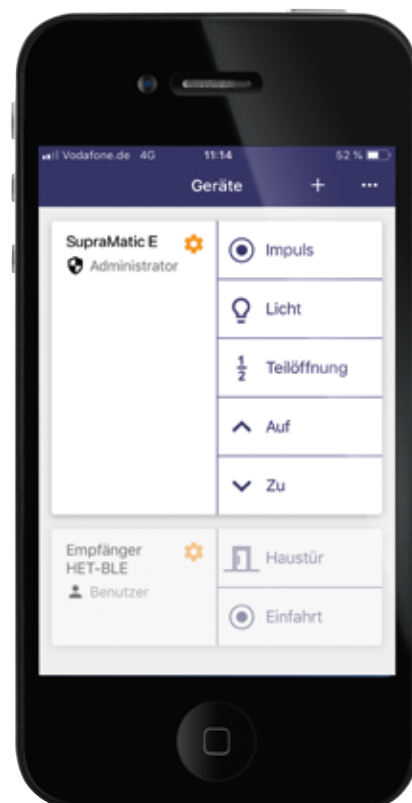 Vodafone.de 4G 11:14 52 %
Geräte + ...
SupraMatic E
Administrator
Impuls
Licht
1/2 Teilöffnung
Auf
Zu
Empfänger
HET-BLE
Benutzer
Haustür
Einfahrt